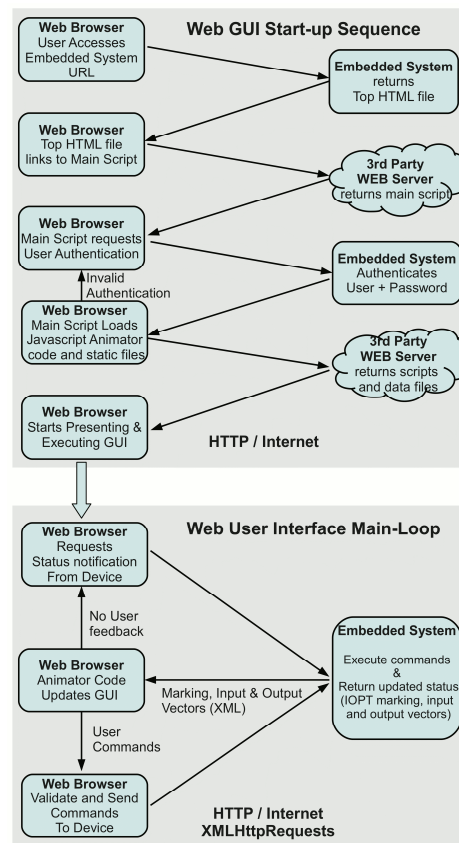 Web GUI Start-up Sequence
Web Browser
User Accesses
Embedded System
URL
Embedded System
returns
Top HTML file
Web Browser
Top HTML file
links to Main Script
3rd Party
WEB Server
returns main script
Web Browser
Main Script requests
User Authentication
Embedded System
Authenticates
User + Password
Invalid
Authentication
Web Browser
Main Script Loads
Javascript Animator
code and static files
3rd Party
WEB Server
returns scripts
and data files
Web Browser
Starts Presenting &
Executing GUI
HTTP / Internet
Web User Interface Main-Loop
Web Browser
Requests
Status notification
From Device
No User
feedback
Embedded System
Execute commands
&
Return updated status
(IOPT marking, input
and output vectors)
Web Browser
Animator Code
Updates GUI
Marking, Input & Output
Vectors (XML)
User
Commands
Web Browser
Validate and Send
Commands
To Device
HTTP / Internet
XMLHttpRequests